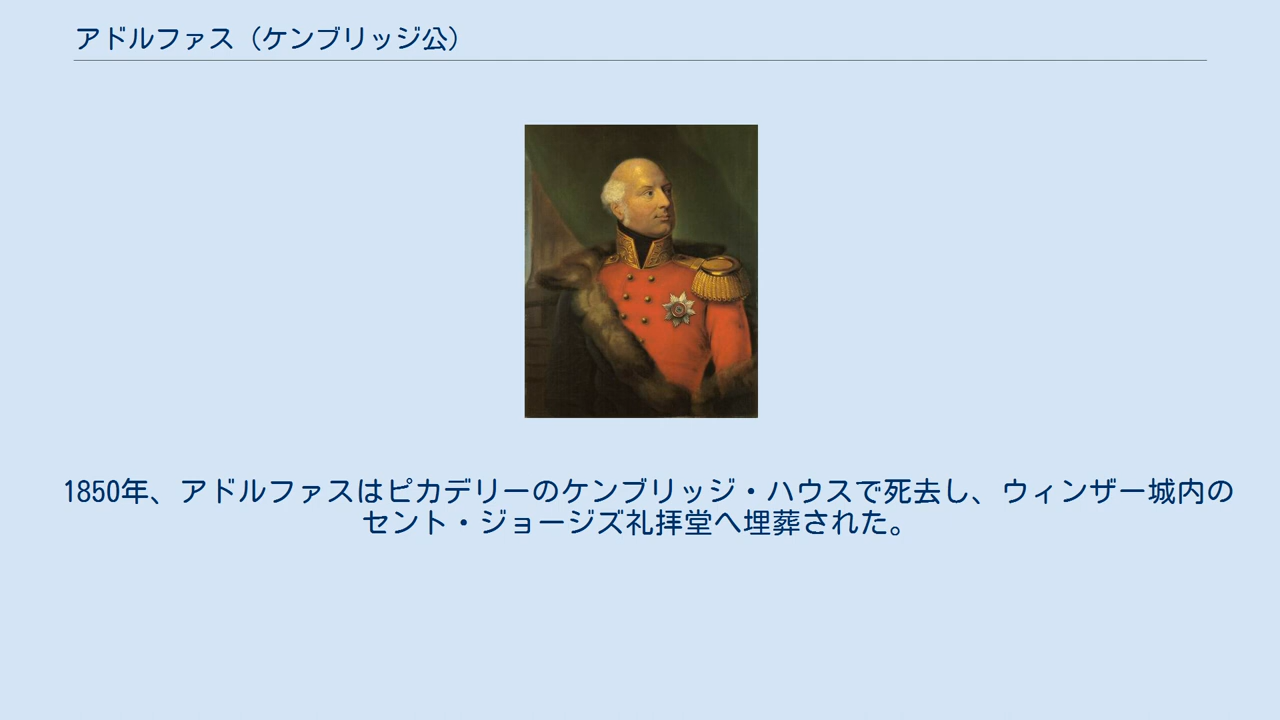 アドルファス（ケンブリッジ公）
1850年、アドルファスはピカデリーのケンブリッジ・ハウスで死去し、ウィンザー城内の
セント・ジョージズ礼拝堂へ埋葬された。